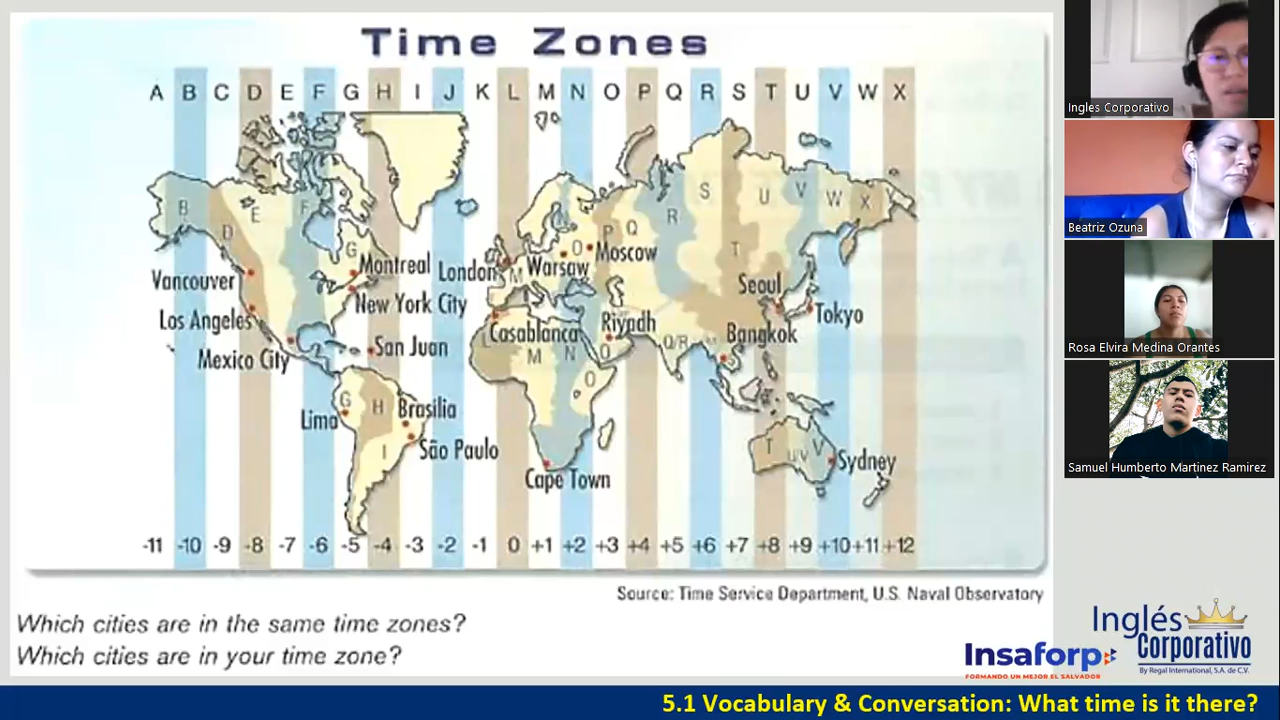 Time Zones
A B C D E F G H I J K L M N O P Q R S T U V W X
B D E F G
S U V W X
R Q P O N
T
Vancouver
Montreal
London
M
Warsaw
Moscow
Los Angeles
New York City
Casablanca
Riyadh
Seoul
Tokyo
Mexico City
San Juan
Bangkok
Q/R
M N O O
S
Lima
G H I
Brasília
São Paulo
Cape Town
T U V
Sydney
-11 -10 -9 -8 -7 -6 -5 -4 -3 -2 -1 0 +1 +2 +3 +4 +5 +6 +7 +8 +9 +10 +11 +12
Source: Time Service Department, U.S. Naval Observatory
Which cities are in the same time zones?
Which cities are in your time zone?
Ingles Corporativo
Beatriz Ozuna
Rosa Elvira Medina Orantes
Samuel Humberto Martinez Ramirez
Insaforp
FORMANDO UN MEJOR EL SALVADOR
Inglés
Corporativo
By Regal International, S.A. de C.V.
5.1 Vocabulary & Conversation: What time is it there?